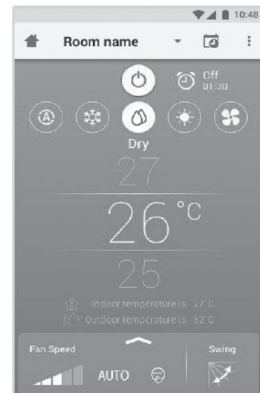 10:48
Room name
Off
01:30
A
Dry
27
26°C
25
Indoor temperature is 27°C
Outdoor temperature is 32°C
Fan Speed
Swing
AUTO